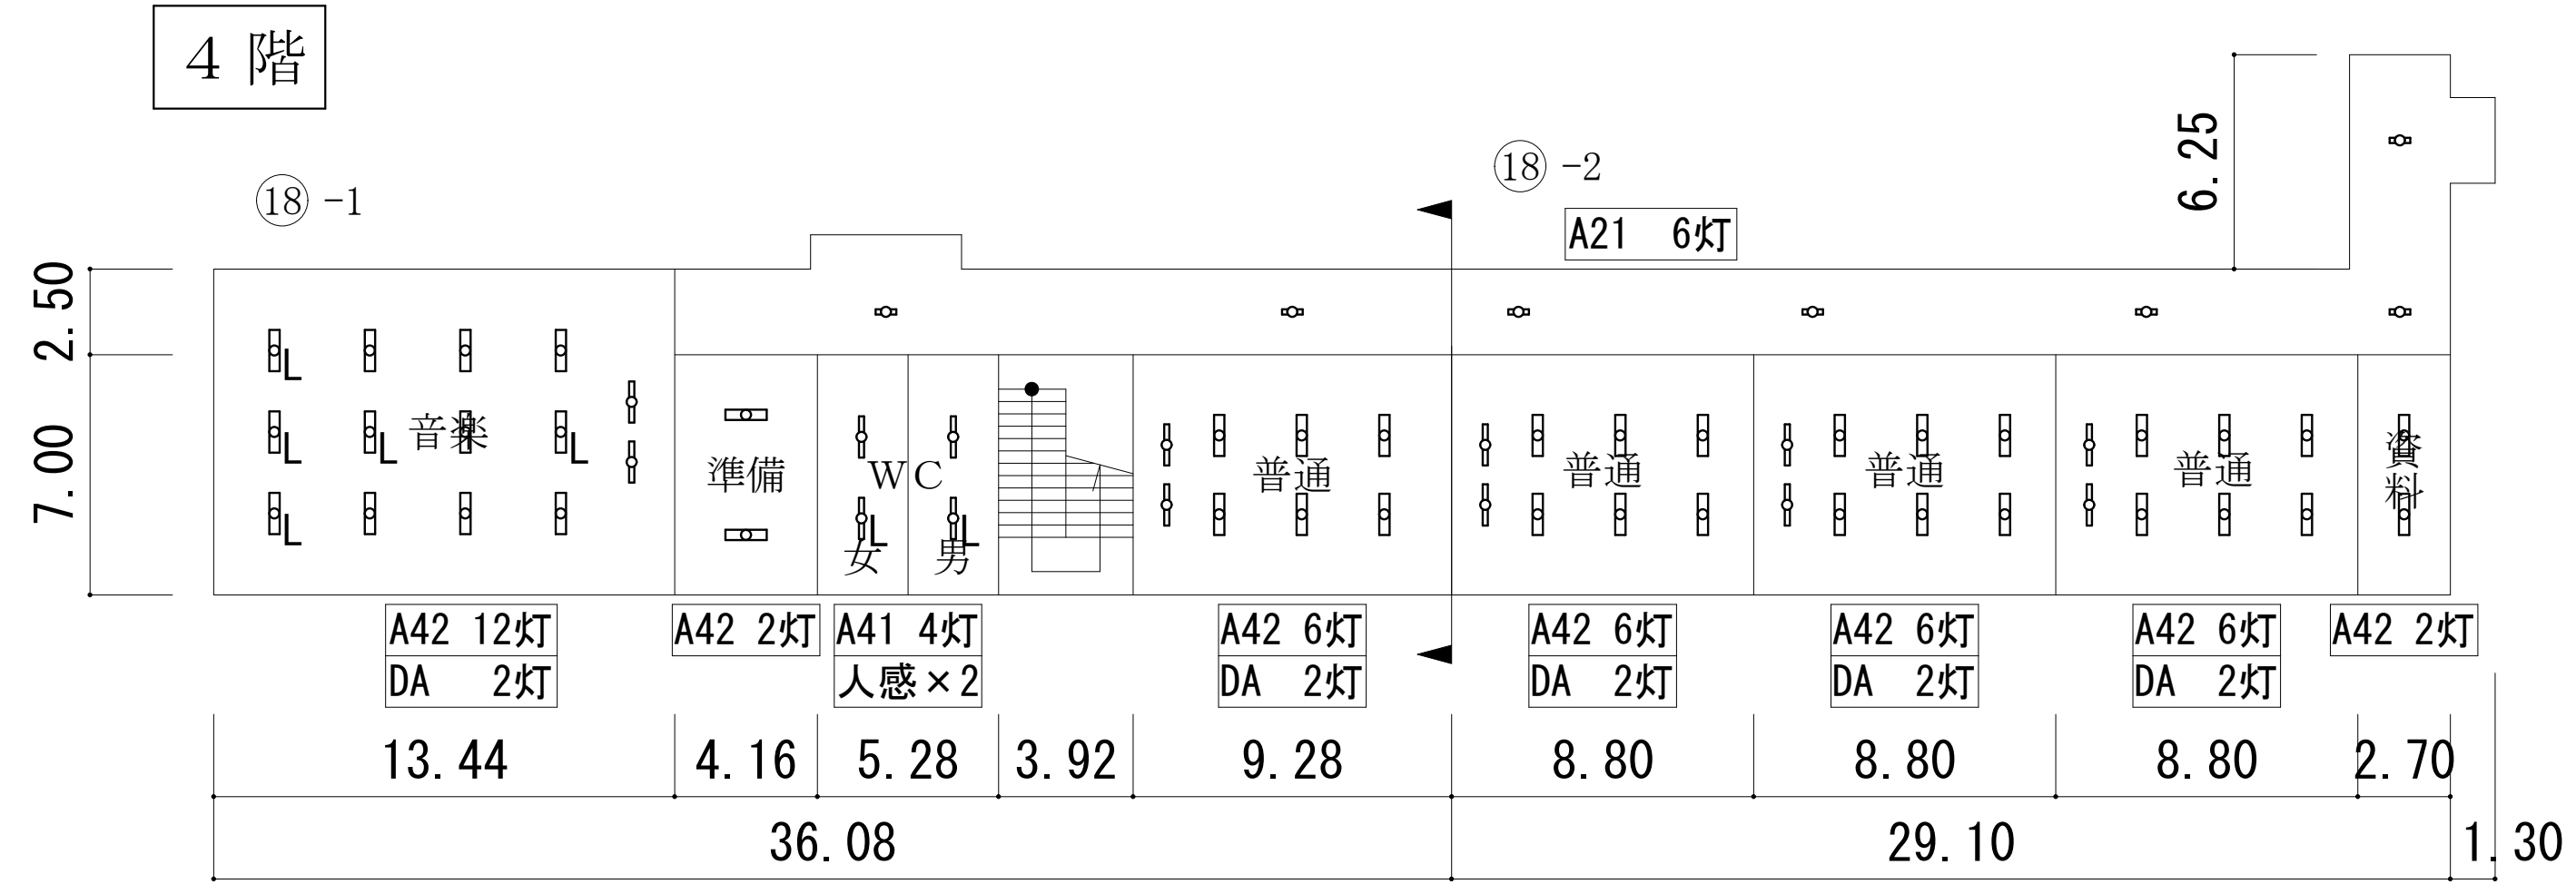 4 階
6.25
⑱ -1
⑱ -2
A21 6灯
2.50
7.00
L
L
L
L
L
音楽
準備
WC
L
L
女
男
普通
普通
普通
普通
資料
A42 12灯
DA 2灯
A42 2灯
A41 4灯
人感×2
A42 6灯
DA 2灯
A42 6灯
DA 2灯
A42 6灯
DA 2灯
A42 6灯
DA 2灯
A42 2灯
13.44
4.16
5.28
3.92
9.28
8.80
8.80
8.80
2.70
36.08
29.10
1.30